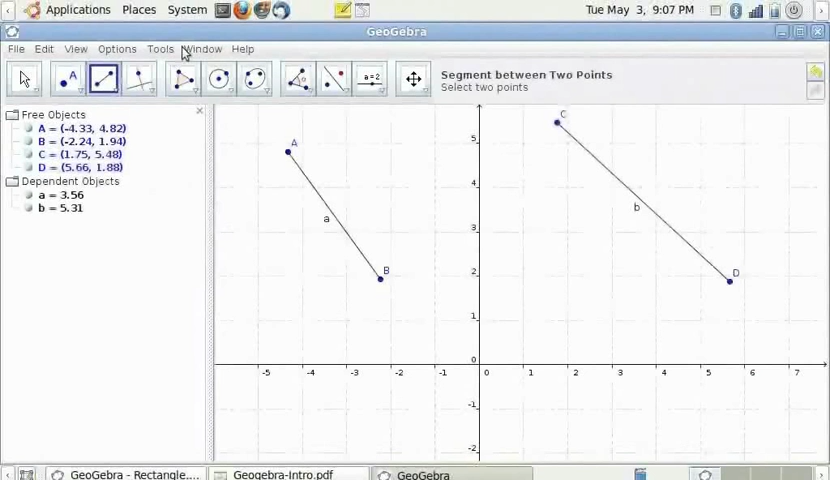 Applications Places System
Tue May 3, 9:07 PM
GeoGebra
File Edit View Options Tools Window Help
A
a=2
Segment between Two Points
Select two points
Free Objects
A = (-4.33, 4.82)
B = (-2.24, 1.94)
C = (1.75, 5.48)
D = (5.66, 1.88)
Dependent Objects
a = 3.56
b = 5.31
C
5
A
4
b
a
3
B
D
2
1
0
-5 -4 -3 -2 -1 0 1 2 3 4 5 6 7
-1
-2
GeoGebra - Rectangle....
Geogebra-Intro.pdf
GeoGebra